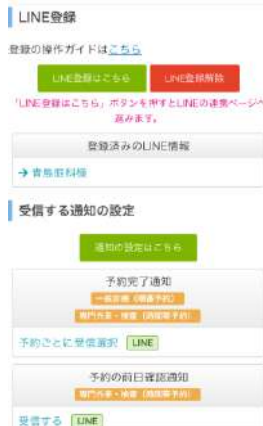 LINE登録
登録の操作ガイドはこちら
LINE登録はこちら LINE登録解除
「LINE登録はこちら」ボタンを押すとLINEの連携ページへ
進みます。
登録済みのLINE情報
受信する通知の設定
通知の設定はこちら
予約完了通知
一般診療（順番予約）
専門外来・検査（時間帯予約）
予約ごとに受信選択 LINE
予約の前日確認通知
専門外来・検査（時間帯予約）
受信する LINE